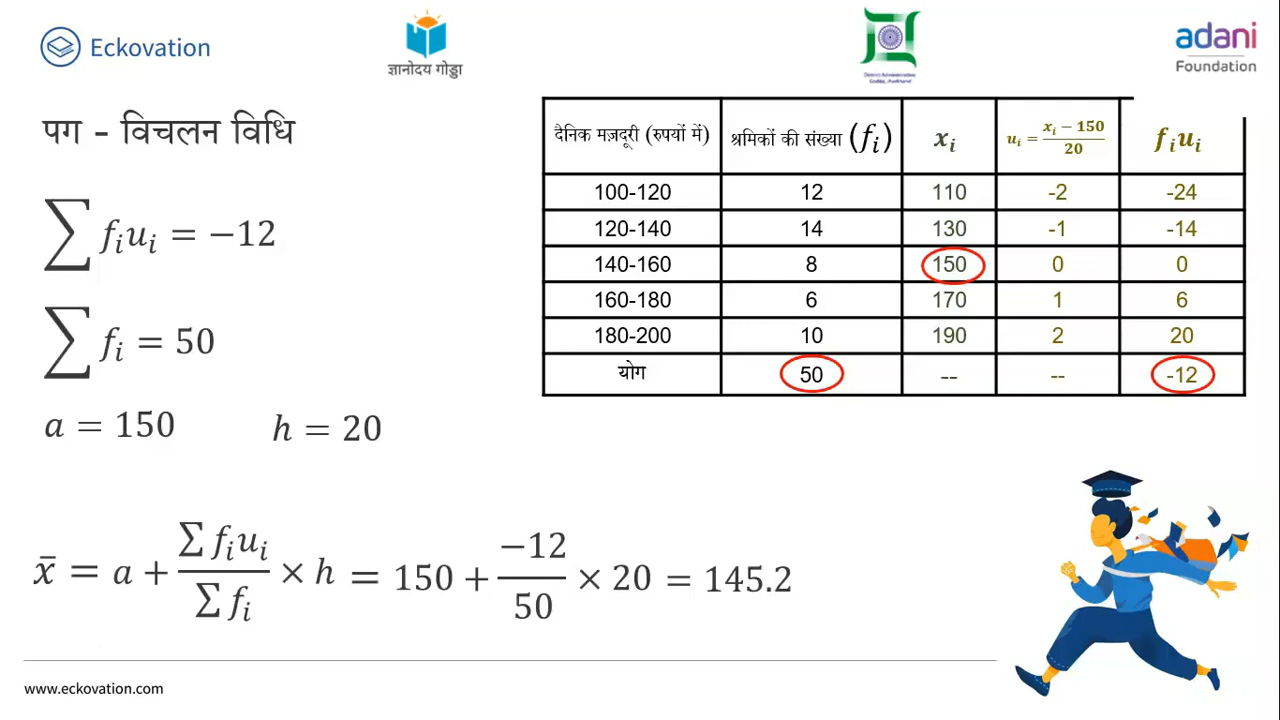 Eckovation
ज्ञानोदय गोड्डा
adani
Foundation
पग - विचलन विधि
∑ fᵢuᵢ = −12
∑ fᵢ = 50
a = 150 h = 20
x̄ = a + ∑ fᵢuᵢ / ∑ fᵢ × h = 150 + −12 / 50 × 20 = 145.2
दैनिक मज़दूरी (रुपयों में) श्रमिकों की संख्या (fᵢ) xᵢ uᵢ = xᵢ − 150 / 20 fᵢuᵢ
100-120 12 110 -2 -24
120-140 14 130 -1 -14
140-160 8 150 0 0
160-180 6 170 1 6
180-200 10 190 2 20
योग 50 -- -- -12
www.eckovation.com